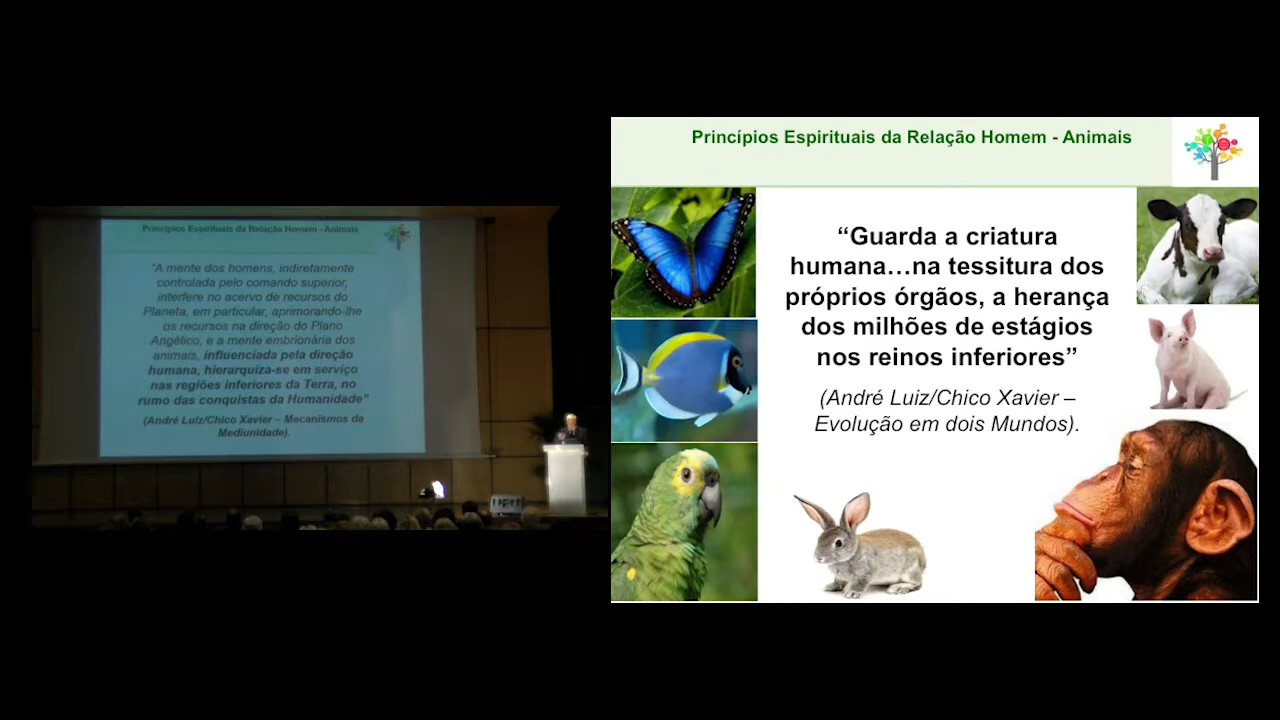 Princípios Espirituais da Relação Homem - Animais
“A mente dos homens, indiretamente
controlada pelo comando superior,
interfere no acervo de recursos do
Planeta, em particular, aprimorando-lhe
os recursos na direção do Plano
Angélico, e a mente embrionária dos
animais, influenciada pela direção
humana, hierarquiza-se em serviço
nas regiões inferiores da Terra, no
rumo das conquistas da Humanidade”
(André Luiz/Chico Xavier – Mecanismos da
Mediunidade).
Princípios Espirituais da Relação Homem - Animais
“Guarda a criatura
humana…na tessitura dos
próprios órgãos, a herança
dos milhões de estágios
nos reinos inferiores”
(André Luiz/Chico Xavier –
Evolução em dois Mundos).